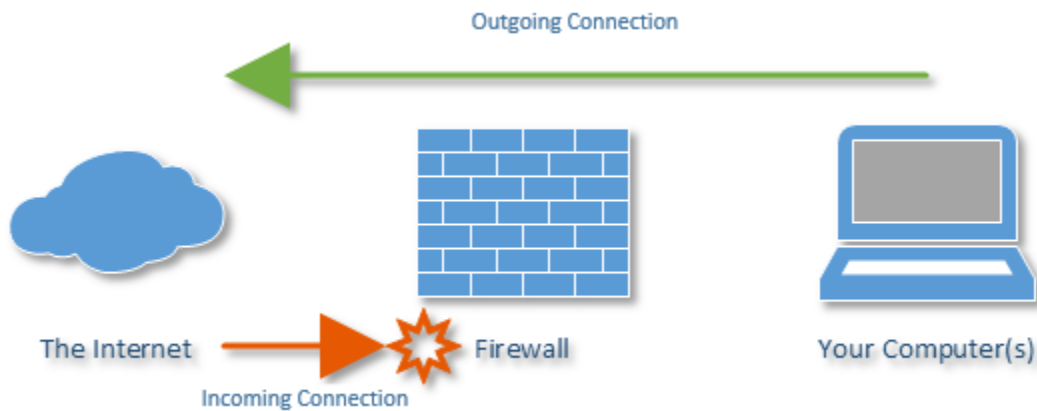 Outgoing Connection
The Internet
Firewall
Your Computer(s)
Incoming Connection